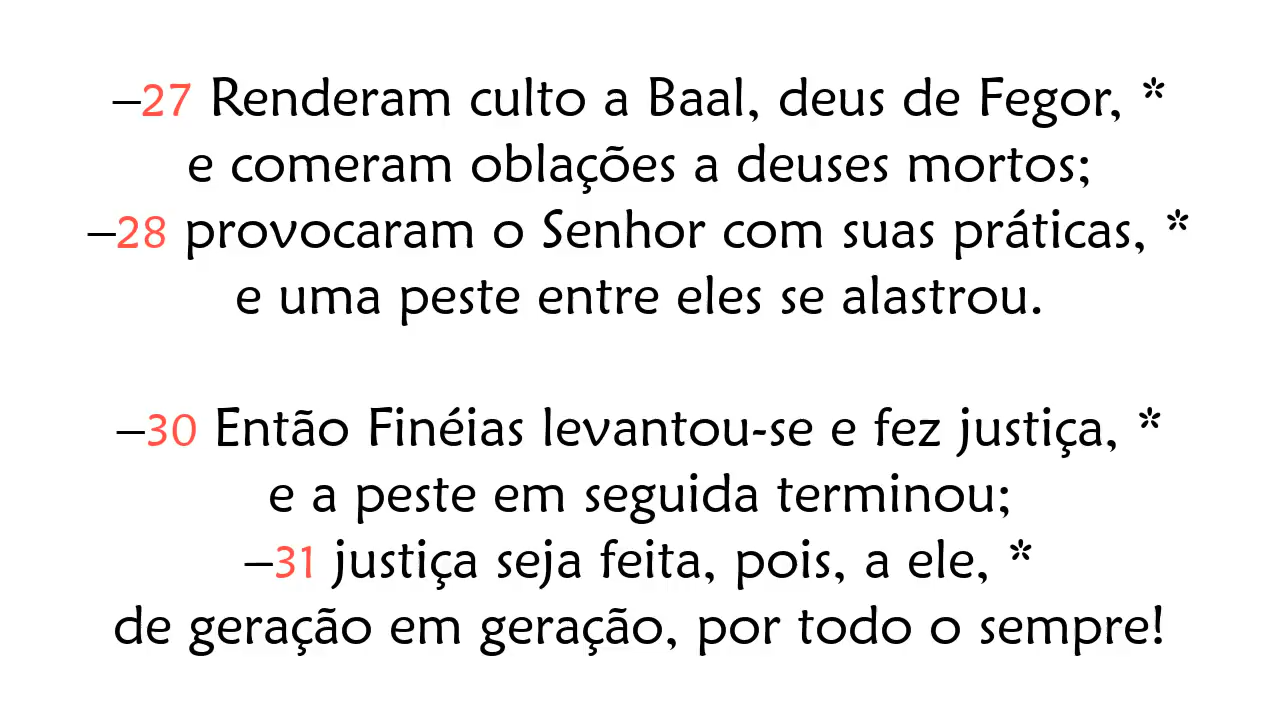 –27 Renderam culto a Baal, deus de Fegor, *
e comeram oblações a deuses mortos;
–28 provocaram o Senhor com suas práticas, *
e uma peste entre eles se alastrou.
–30 Então Finéias levantou-se e fez justiça, *
e a peste em seguida terminou;
–31 justiça seja feita, pois, a ele, *
de geração em geração, por todo o sempre!